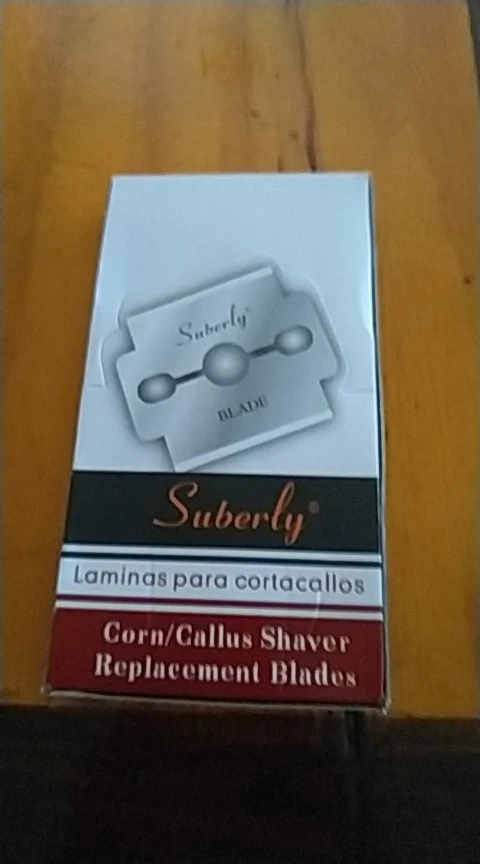 Suberly®
BLADE
Suberly®
Laminas para cortacallos
Corn/Callus Shaver
Replacement Blades